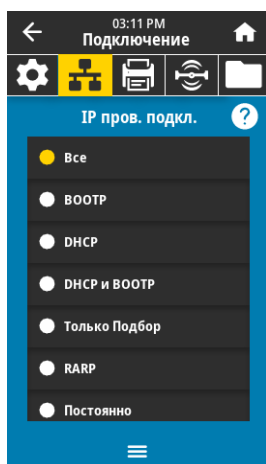 03:11 PM
Подключение
IP пров. подкл.
?
Все
BOOTP
DHCP
DHCP и BOOTP
Только Подбор
RARP
Постоянно